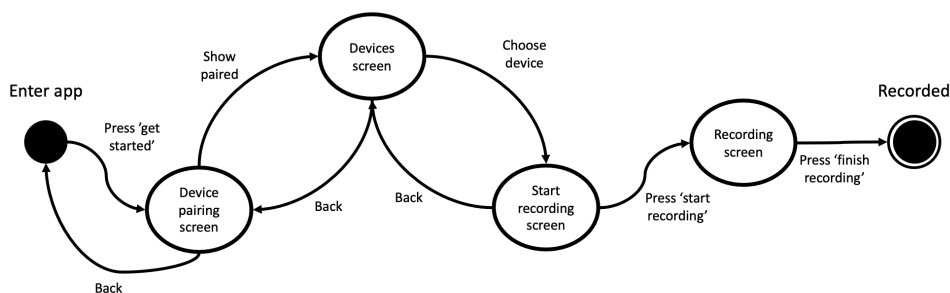 Enter app
Press 'get
started'
Device
pairing
screen
Back
Show
paired
Devices
screen
Back
Choose
device
Back
Start
recording
screen
Press 'start
recording'
Recording
screen
Press 'finish
recording'
Recorded